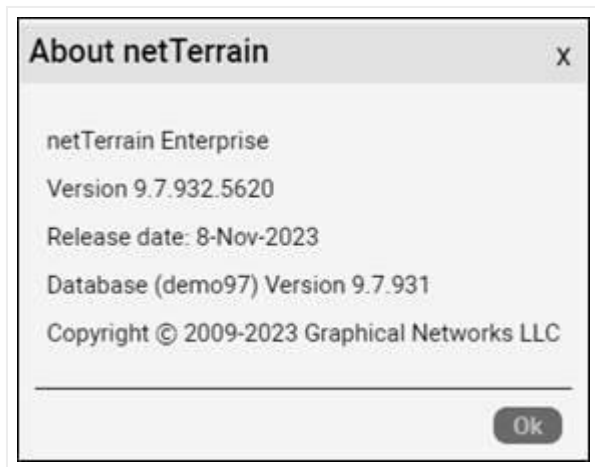 About netTerrain x
netTerrain Enterprise
Version 9.7.932.5620
Release date: 8-Nov-2023
Database (demo97) Version 9.7.931
Copyright © 2009-2023 Graphical Networks LLC
Ok